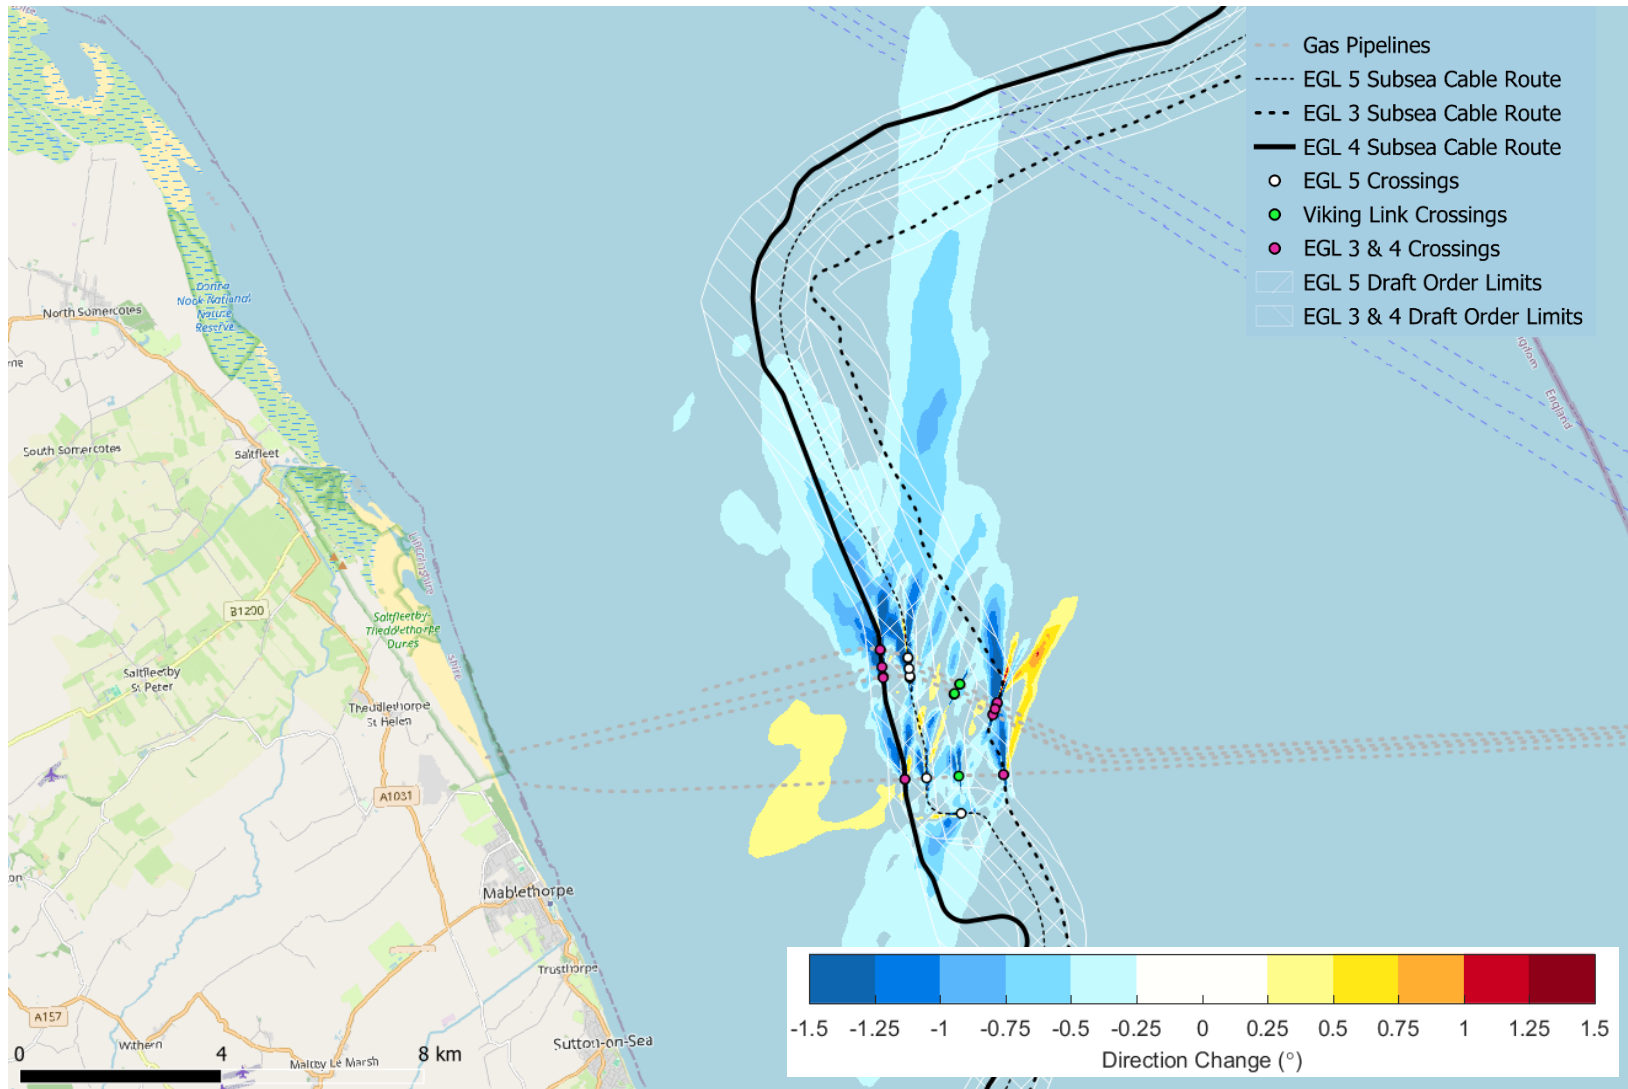 Gas Pipelines
EGL 5 Subsea Cable Route
EGL 3 Subsea Cable Route
EGL 4 Subsea Cable Route
EGL 5 Crossings
Viking Link Crossings
EGL 3 & 4 Crossings
EGL 5 Draft Order Limits
EGL 3 & 4 Draft Order Limits
Donna
Nook National
Nature
Reserve
North Somercotes
ne
gdom
England
South Somercotes
Saltfleet
Lincolnshire
B1200
Saltfleetby-
Theddlethorpe
Dunes
shire
Saltfleetby
St Peter
Theddlethorpe
St Helen
A1031
on
Mablethorpe
Trusthorpe
A157
Withern
Maltby Le Marsh
Sutton-on-Sea
0 4 8 km
-1.5 -1.25 -1 -0.75 -0.5 -0.25 0 0.25 0.5 0.75 1 1.25 1.5
Direction Change (°)